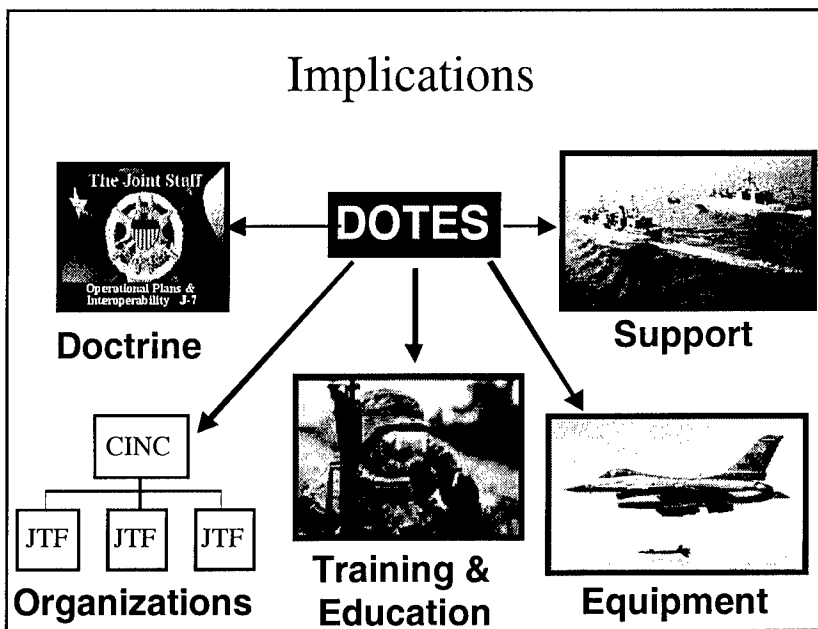 Implications
The Joint Staff
Operational Plans &
Interoperability J-7
Doctrine
DOTES
Support
CINC
JTF JTF JTF
Organizations
Training &
Education
Equipment